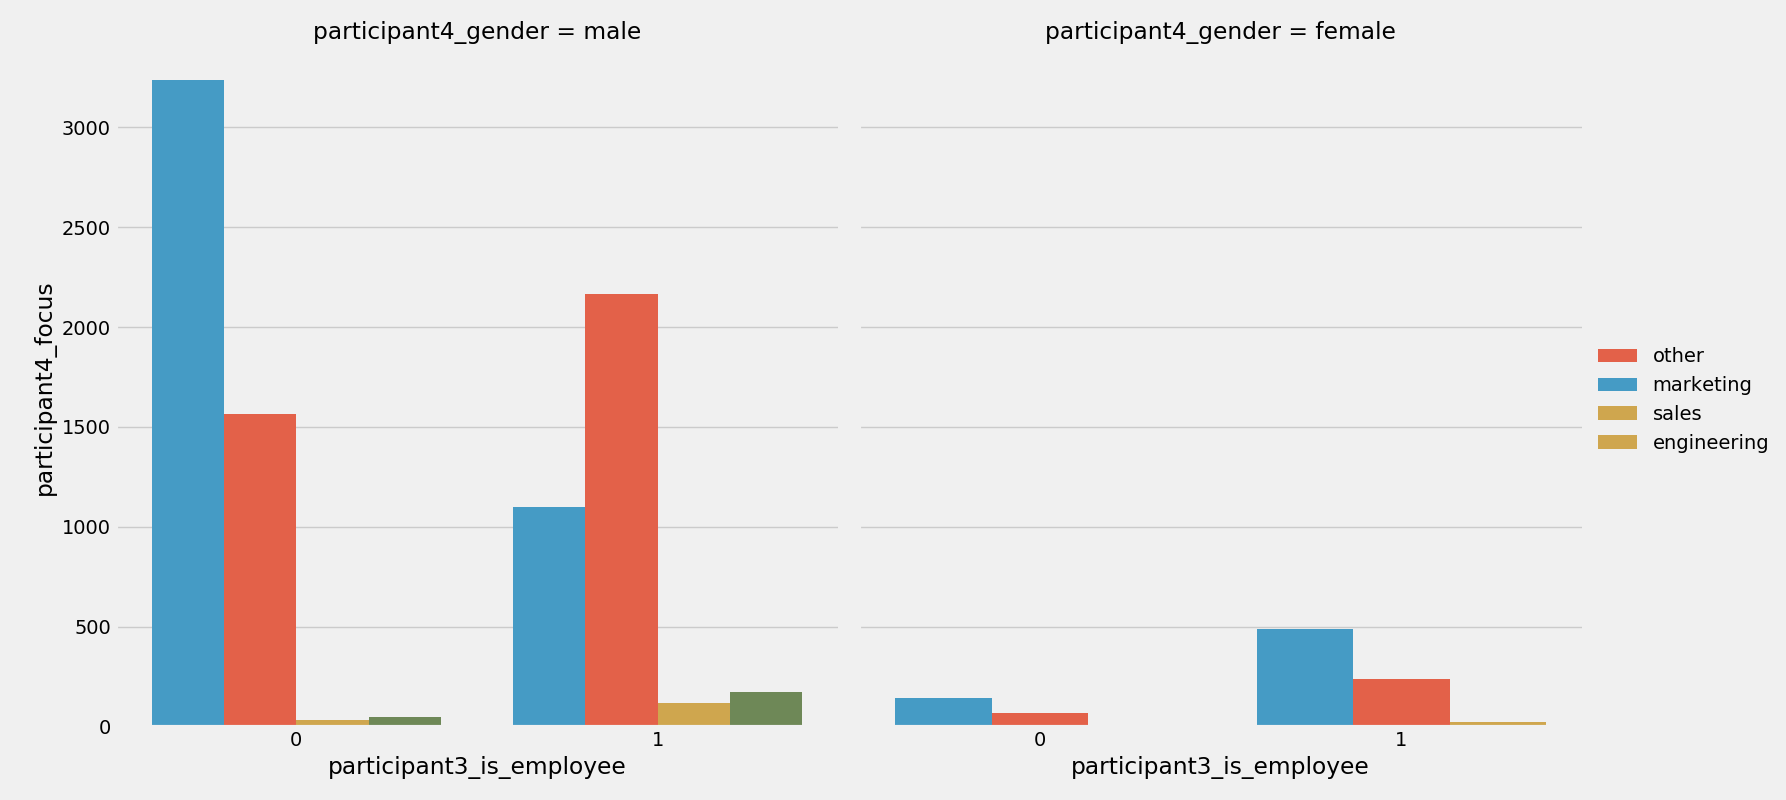 participant4_gender = male
participant4_gender = female
participant4_focus
3000
2500
2000
1500
1000
500
0
0
1
0
1
participant3_is_employee
participant3_is_employee
other
marketing
sales
engineering